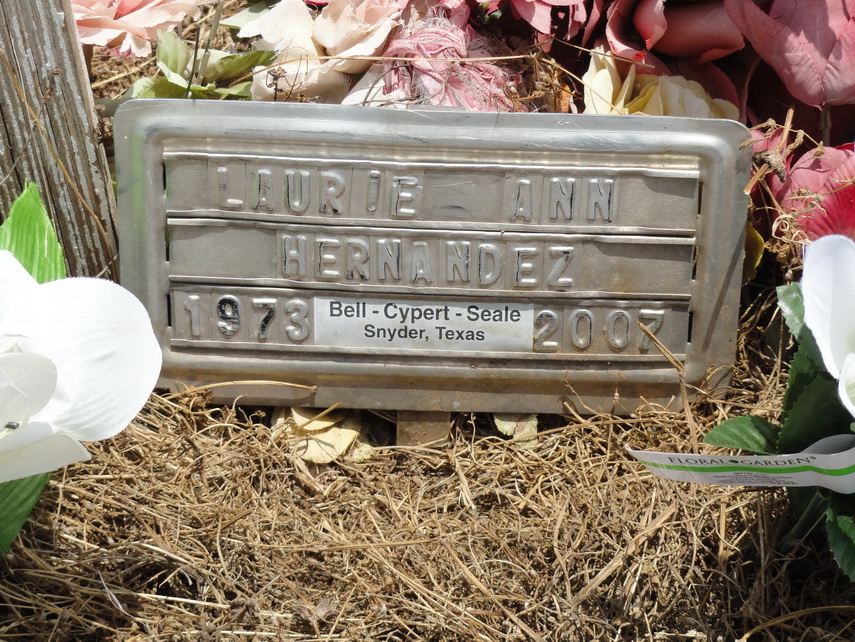 LAURIE ANN
HERNANDEZ
1973 Bell - Cypert - Seale 2007
Snyder, Texas
FLORAL GARDEN®